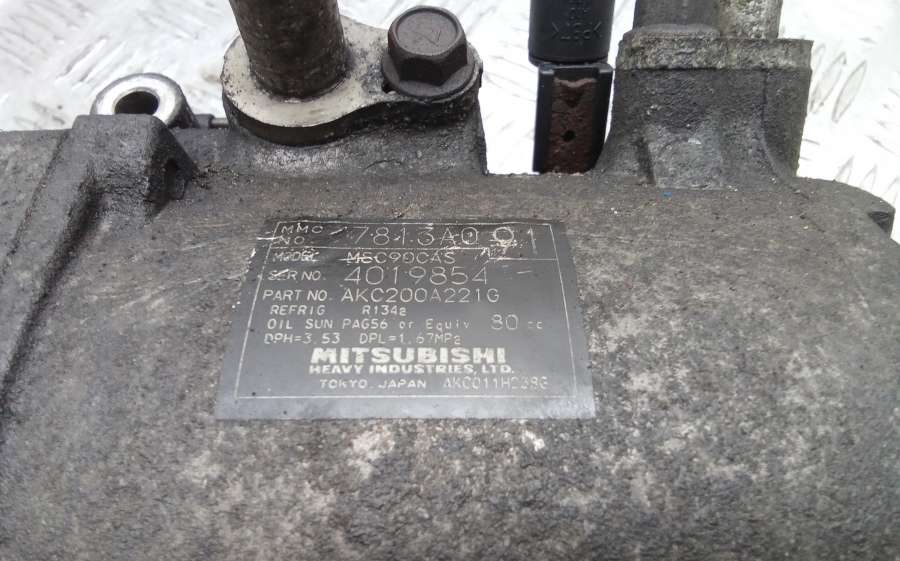 MMC NO. 7813A091
MODEL MSC90CAS
SER NO. 4019854
PART NO. AKC200A221G
REFRIG R134a
OIL SUN PAG56 or Equiv 80 cc
DPH=3.53 DPL=1.67MPa
MITSUBISHI
HEAVY INDUSTRIES, LTD.
TOKYO, JAPAN AKC011H238G